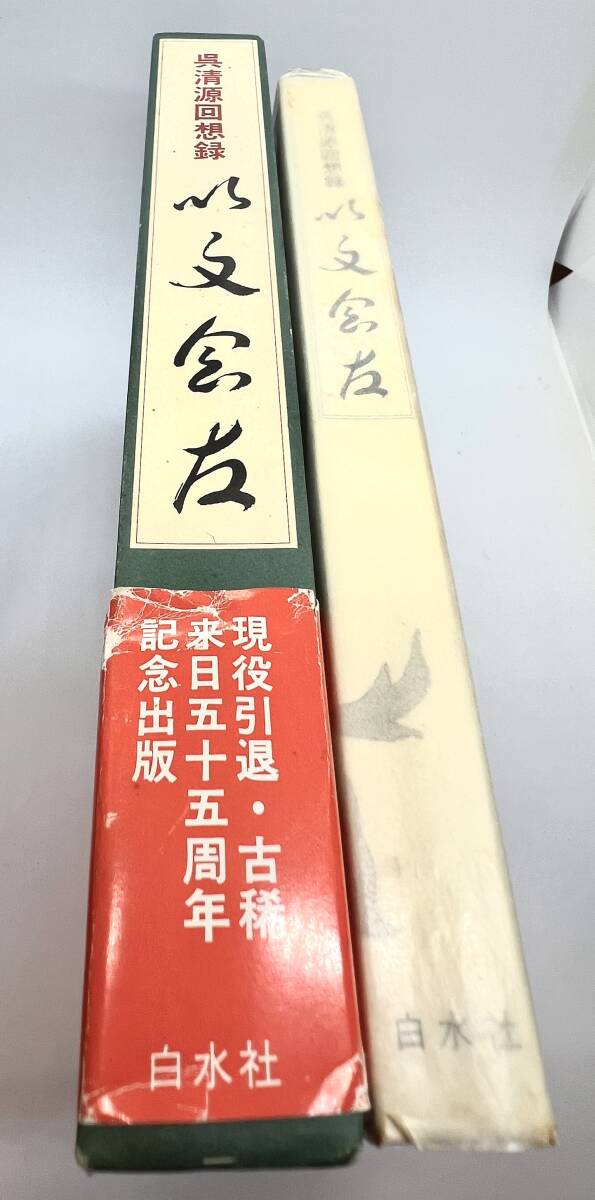 呉清源回想録
以文会友
現役引退・古稀
来日五十五周年
記念出版
白水社
呉清源回想録
以文会友
白水社